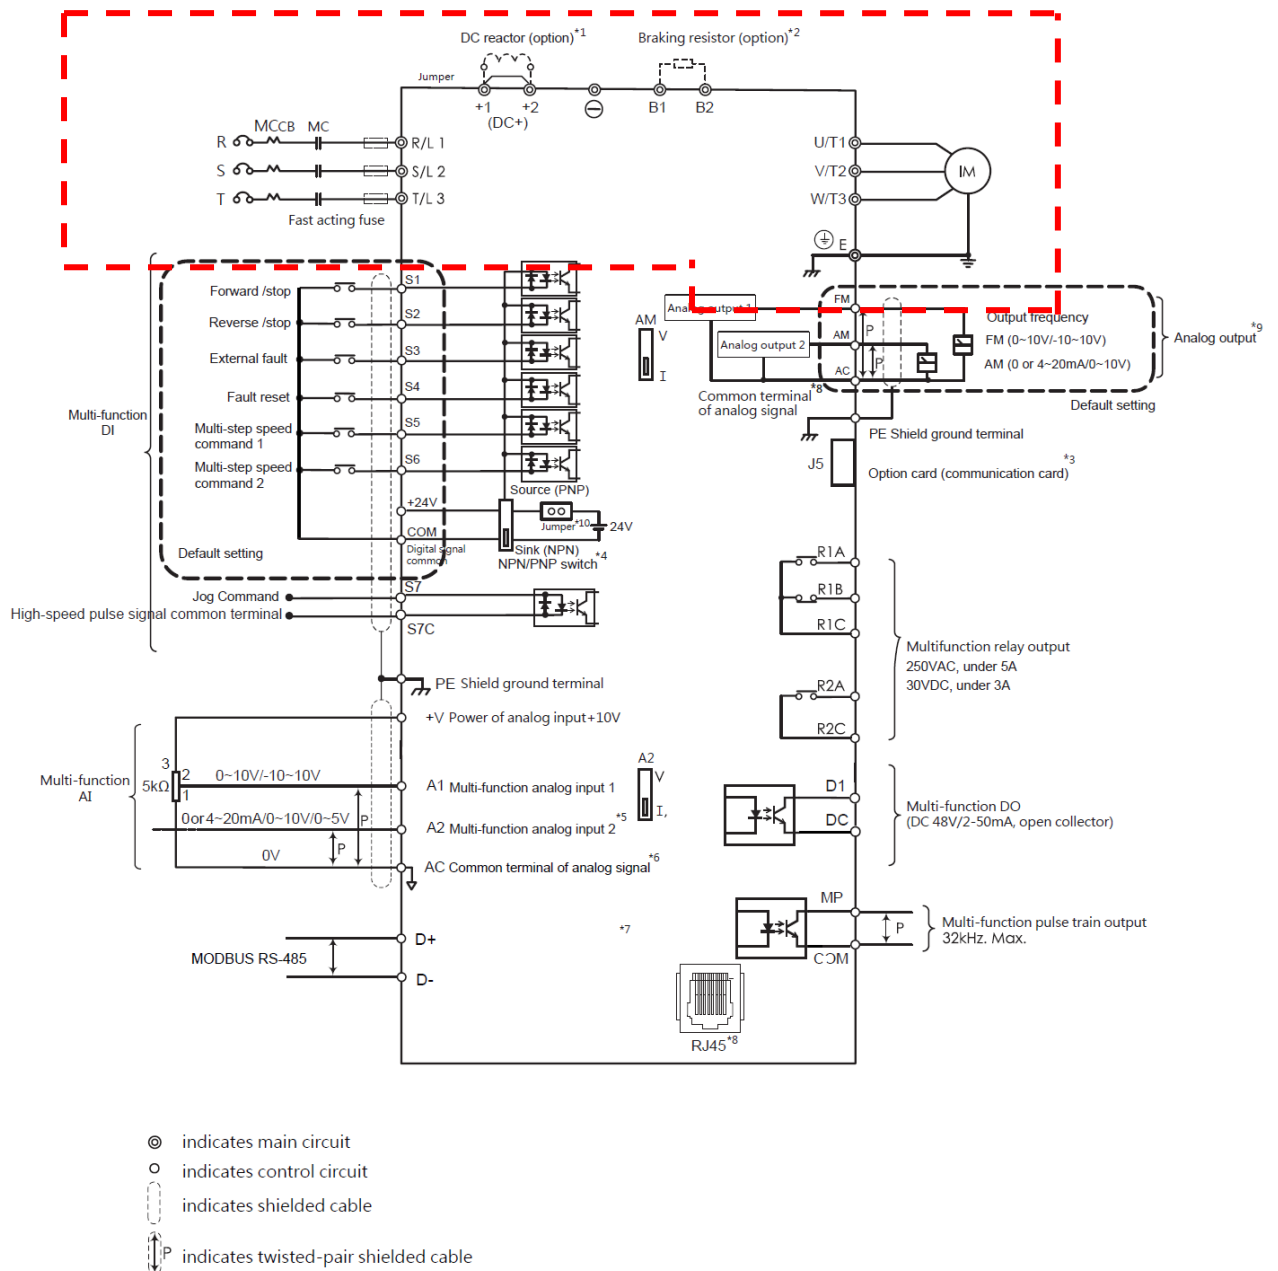 DC reactor (option)*1
Braking resistor (option)*2
Jumper
+1
+2
(DC+)
⊖
B1
B2
MCCB
MC
R
R/L 1
S
S/L 2
T
T/L 3
Fast acting fuse
U/T1
V/T2
W/T3
IM
E
Multi-function
DI
Forward /stop
S1
Reverse /stop
S2
External fault
S3
Fault reset
S4
Multi-step speed
command 1
S5
Multi-step speed
command 2
S6
Source (PNP)
+24V
Jumper*10
24V
COM
Digital signal
common
Sink (NPN)
NPN/PNP switch*4
Default setting
Jog Command
S7
High-speed pulse signal common terminal
S7C
PE Shield ground terminal
AM
V
I
Analog output 1
FM
Analog output 2
AM
AC
P
P
Output frequency
FM (0~10V/-10~10V)
AM (0 or 4~20mA/0~10V)
Analog output*9
Common terminal*8
of analog signal
Default setting
PE Shield ground terminal
J5
Option card (communication card)*3
R1A
R1B
R1C
Multifunction relay output
250VAC, under 5A
30VDC, under 3A
R2A
R2C
Multi-function
AI
+V Power of analog input+10V
3
2
1
5kΩ
0~10V/-10~10V
A1 Multi-function analog input 1
0or4~20mA/0~10V/0~5V
A2 Multi-function analog input 2*5
P
P
0V
AC Common terminal of analog signal*6
A2
V
I,
D1
DC
Multi-function DO
(DC 48V/2-50mA, open collector)
MP
COM
P
Multi-function pulse train output
32kHz. Max.
MODBUS RS-485
D+
D-
*7
RJ45*8
indicates main circuit
indicates control circuit
indicates shielded cable
P indicates twisted-pair shielded cable